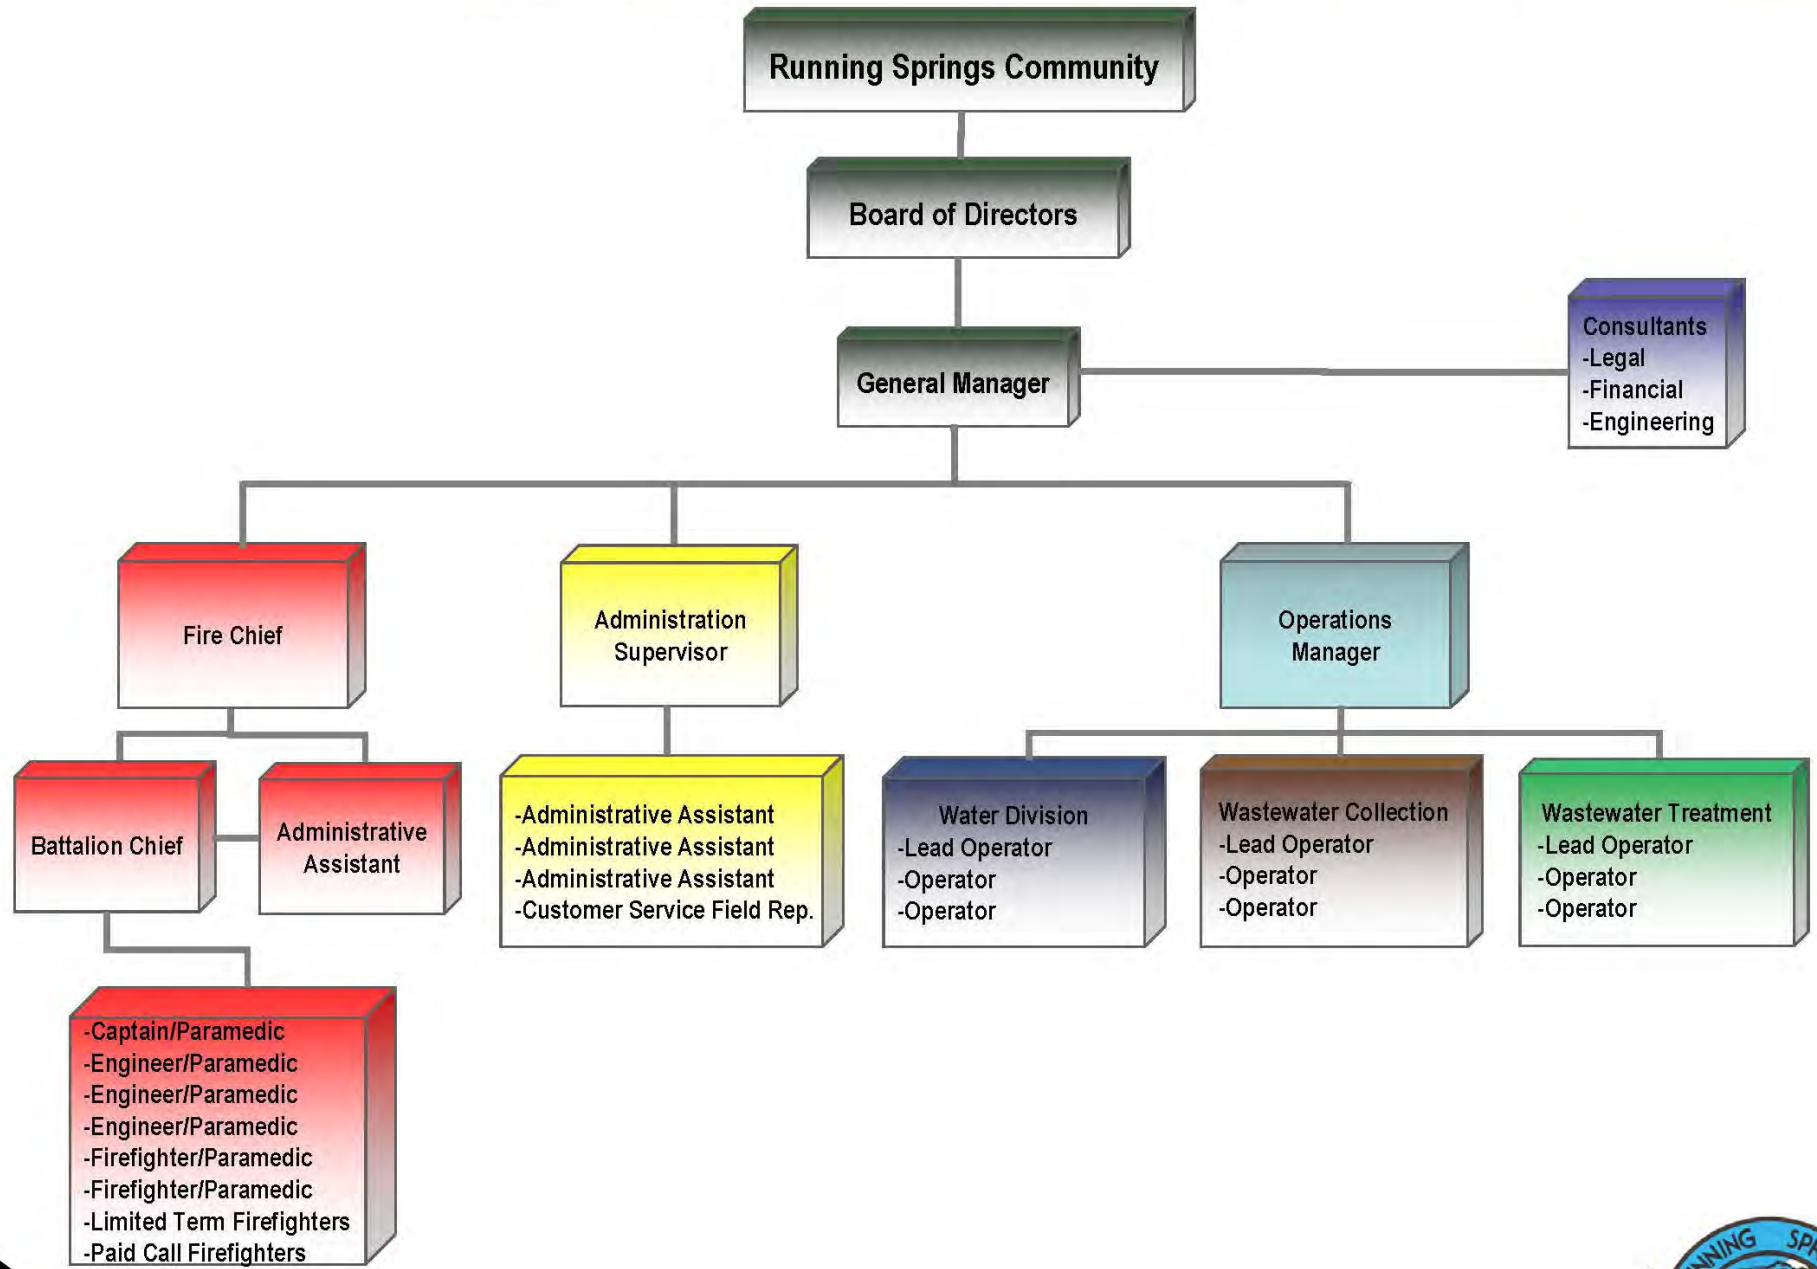 Running Springs Community
Board of Directors
General Manager
Consultants
-Legal
-Financial
-Engineering
Fire Chief
Administration
Supervisor
Operations
Manager
Battalion Chief
Administrative
Assistant
-Administrative Assistant
-Administrative Assistant
-Administrative Assistant
-Customer Service Field Rep.
Water Division
-Lead Operator
-Operator
-Operator
Wastewater Collection
-Lead Operator
-Operator
-Operator
Wastewater Treatment
-Lead Operator
-Operator
-Operator
-Captain/Paramedic
-Engineer/Paramedic
-Engineer/Paramedic
-Engineer/Paramedic
-Firefighter/Paramedic
-Firefighter/Paramedic
-Limited Term Firefighters
-Paid Call Firefighters